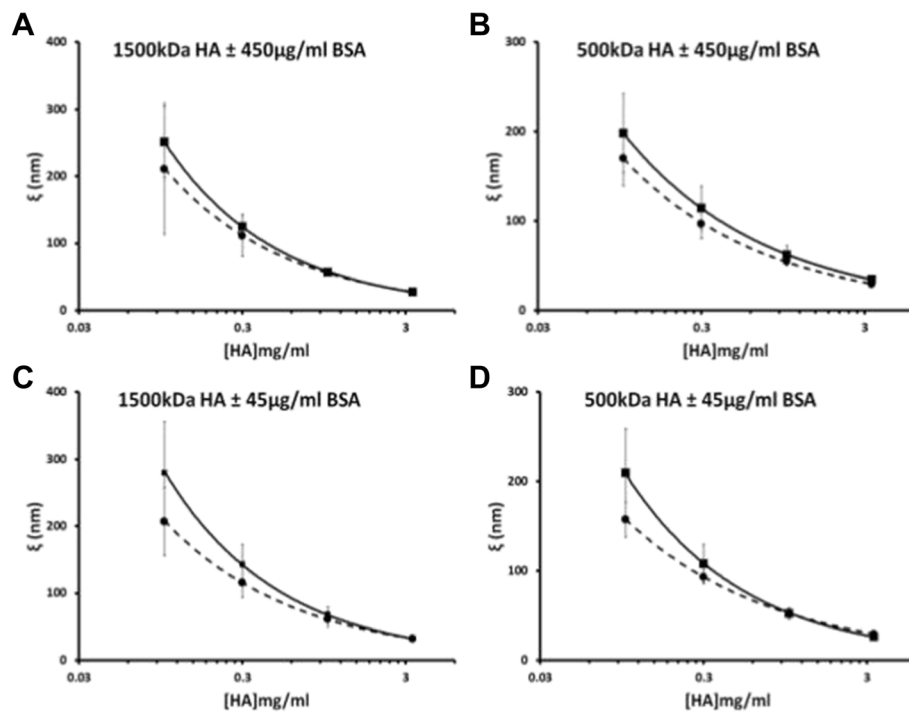 A
1500kDa HA ± 450µg/ml BSA
400
300
200
100
0
ξ (nm)
0.03
0.3
3
[HA]mg/ml
B
500kDa HA ± 450µg/ml BSA
300
200
100
0
ξ (nm)
0.03
0.3
3
[HA]mg/ml
C
1500kDa HA ± 45µg/ml BSA
400
300
200
100
0
ξ (nm)
0.03
0.3
3
[HA]mg/ml
D
500kDa HA ± 45µg/ml BSA
300
200
100
0
ξ (nm)
0.03
0.3
3
[HA]mg/ml